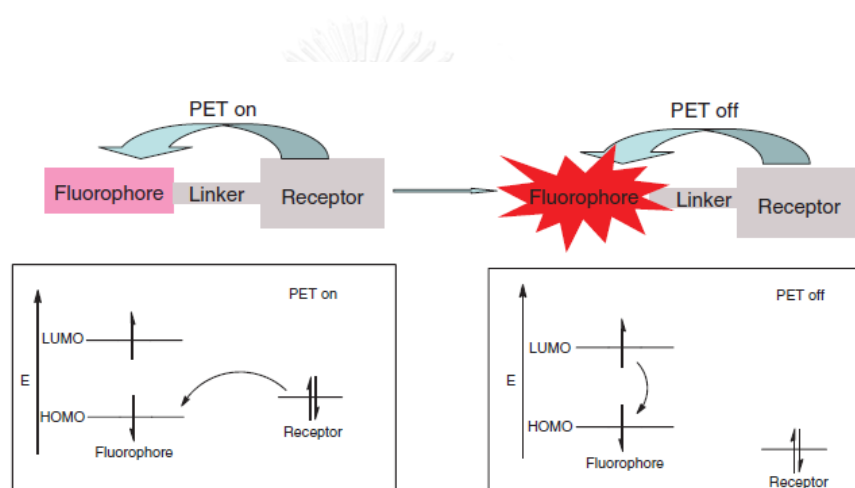 PET on
PET off
Fluorophore
Linker
Receptor
Fluorophore
Linker
Receptor
PET on
LUMO
E
HOMO
Fluorophore
Receptor
PET off
LUMO
E
HOMO
Fluorophore
Receptor